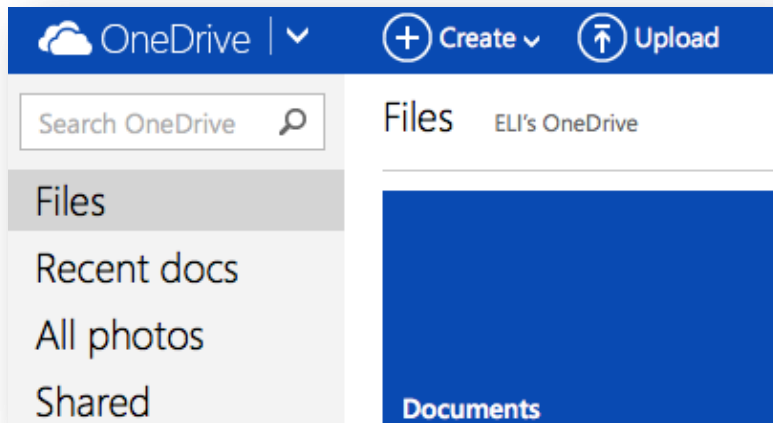 OneDrive Create Upload
Search OneDrive
Files ELI's OneDrive
Files
Recent docs
All photos
Shared
Documents